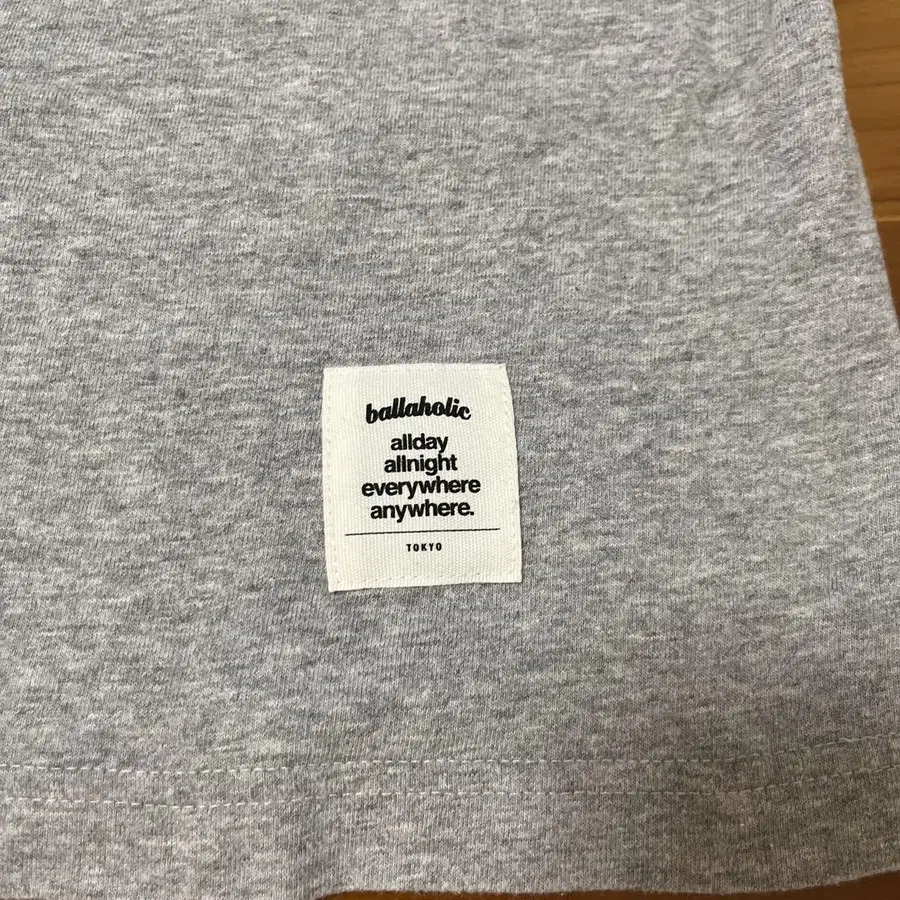 ballaholic
allday
allnight
everywhere
anywhere.
TOKYO